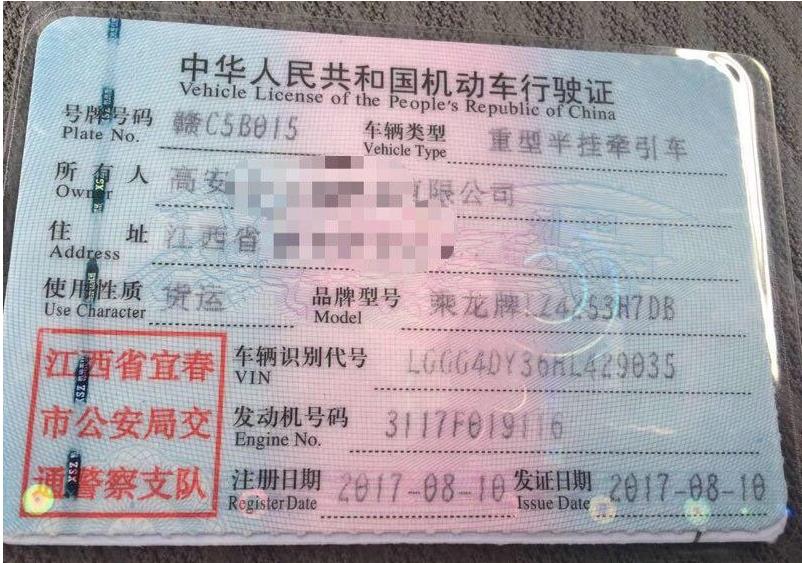 中华人民共和国机动车行驶证
Vehicle License of the People's Republic of China
号牌号码 赣C5B015 车辆类型 重型半挂牵引车
Plate No. Vehicle Type
所有人 高安 有限公司
Owner
住址 江西省
Address
使用性质 货运 品牌型号 乘龙牌LZ4253H7DB
Use Character Model
江西省宜春 车辆识别代号 LGGG4DY36HL429035
VIN
市公安局交 发动机号码 3117F019116
Engine No.
通警察支队 注册日期 2017-08-10 发证日期 2017-08-10
Register Date Issue Date